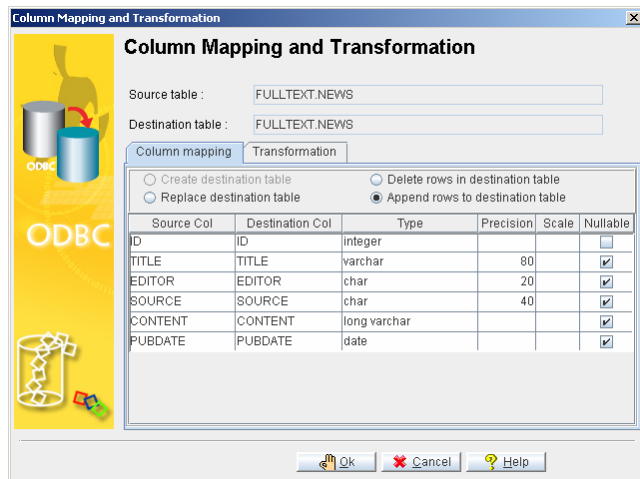 Column Mapping and Transformation
Column Mapping and Transformation
Source table : FULLTEXT.NEWS
Destination table : FULLTEXT.NEWS
Column mapping Transformation
Create destination table Delete rows in destination table
Replace destination table Append rows to destination table
Source Col Destination Col Type Precision Scale Nullable
ID ID integer
TITLE TITLE varchar 80
EDITOR EDITOR char 20
SOURCE SOURCE char 40
CONTENT CONTENT long varchar
PUBDATE PUBDATE date
ODBC
ODBC
Ok Cancel Help